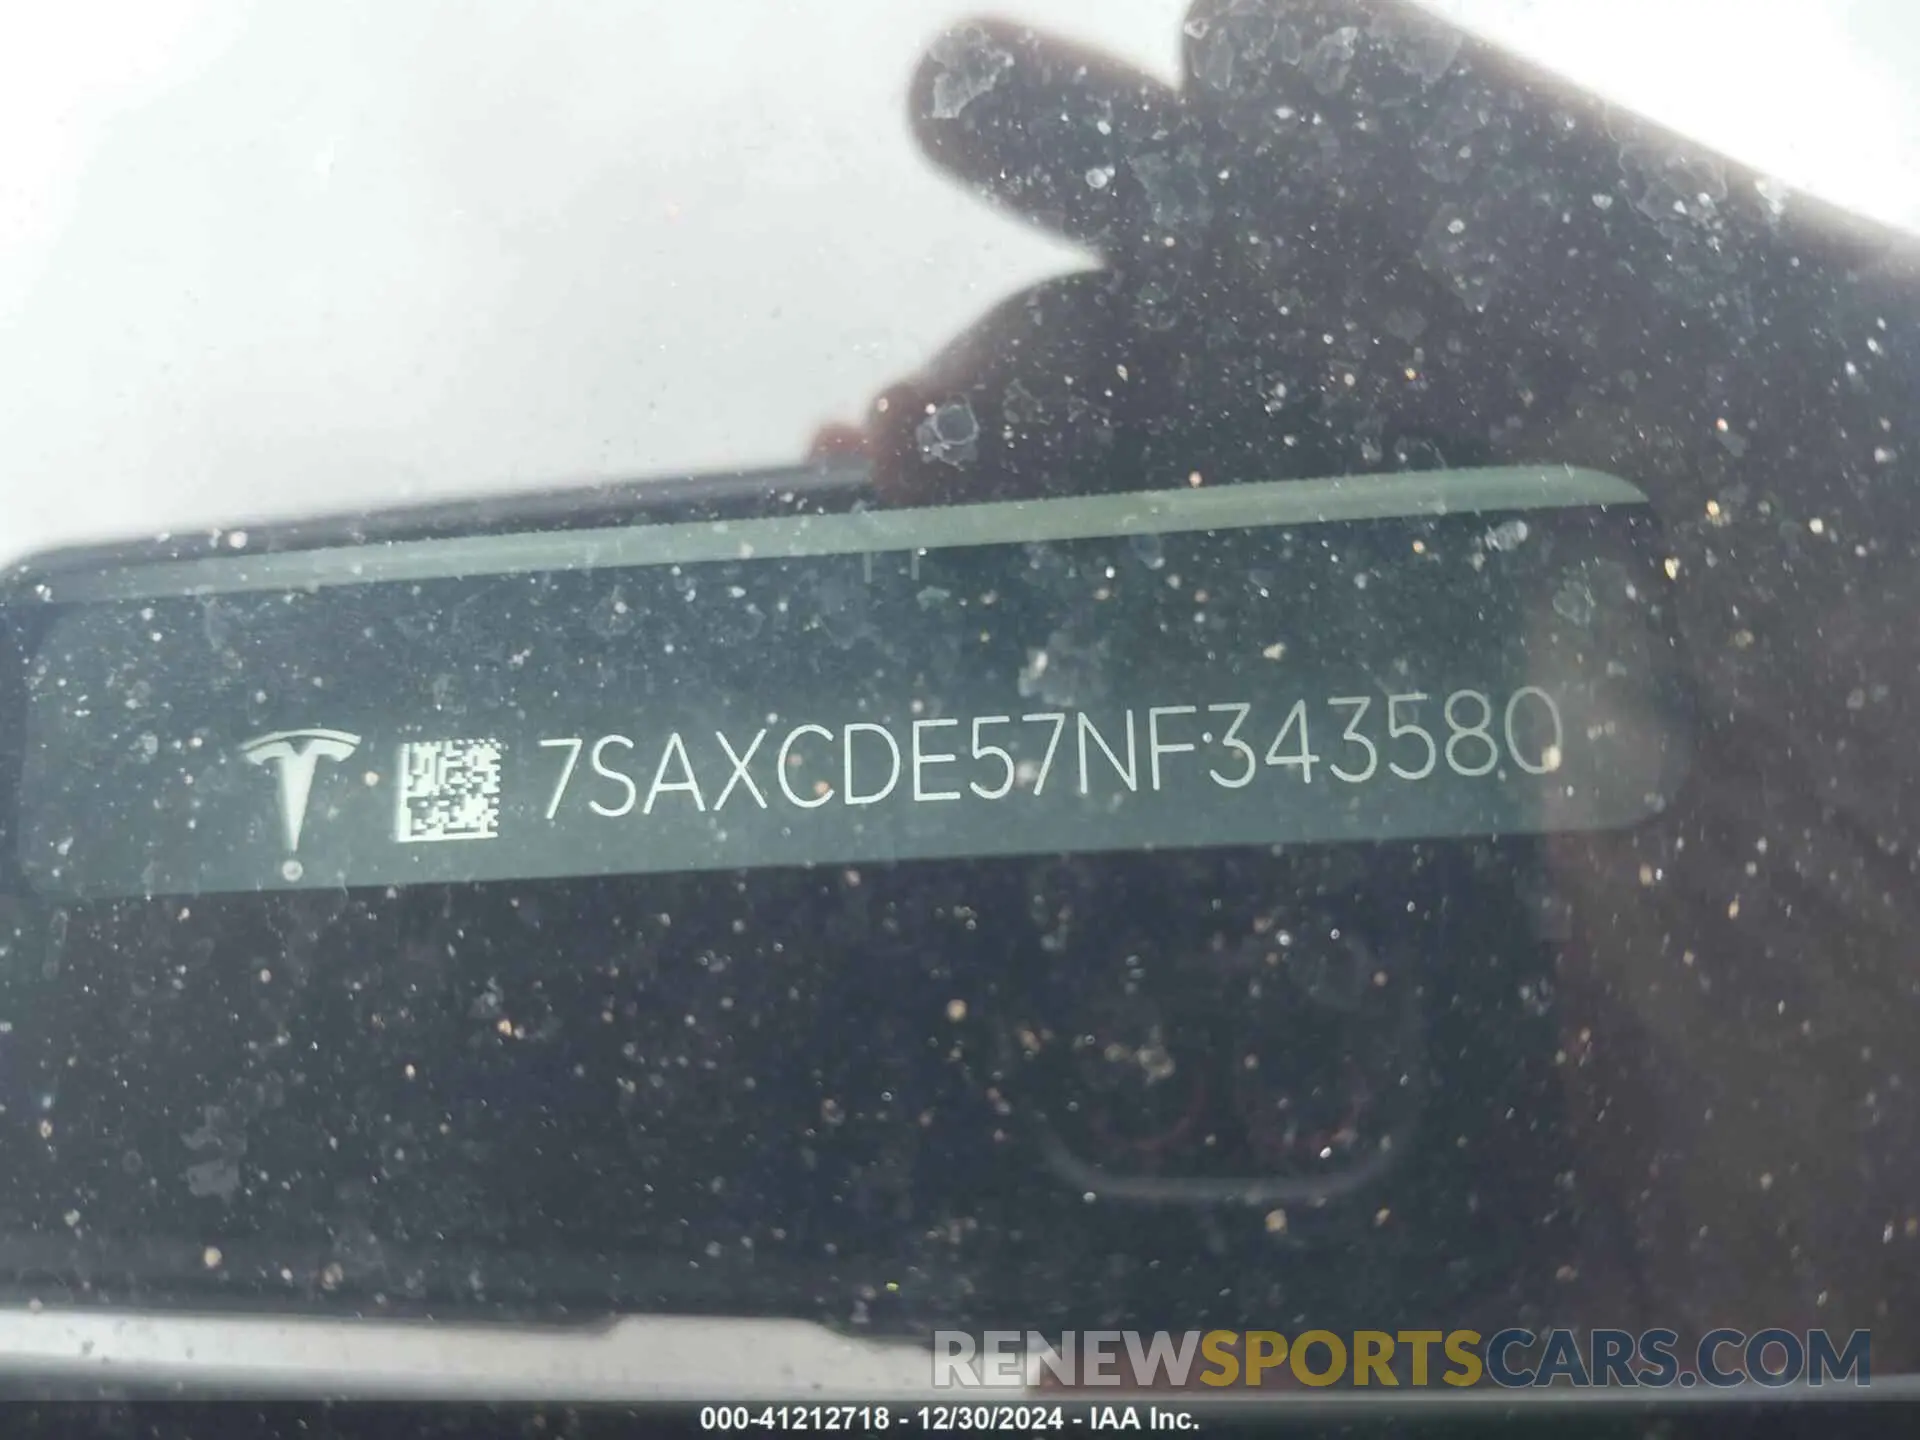 7SAXCDE57NF343580
RENEWSPORTSCARS.COM
000-41212718 - 12/30/2024 - IAA Inc.